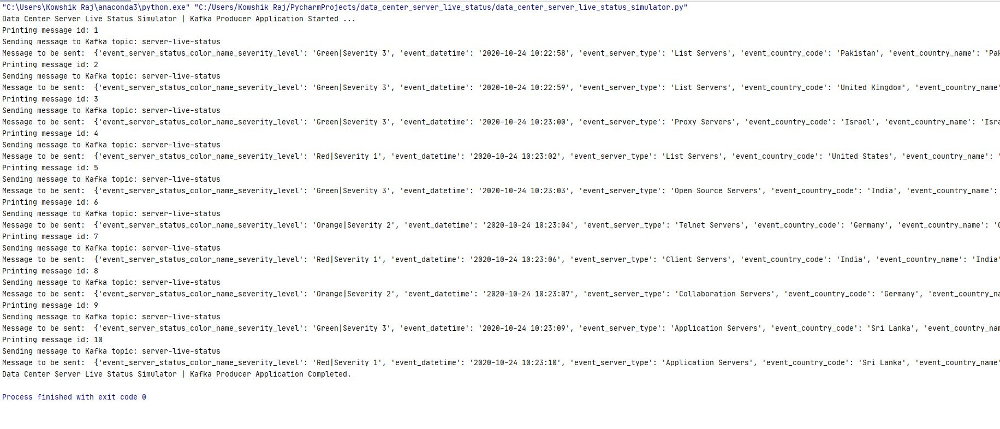 "C:\Users\Kowshik Raj\anaconda3\python.exe" "C:/Users/Kowshik Raj/PycharmProjects/data_center_server_live_status/data_center_server_live_status_simulator.py"
Data Center Server Live Status Simulator | Kafka Producer Application Started ...
Printing message id: 1
Sending message to Kafka topic: server-live-status
Message to be sent:  {'event_server_status_color_name_severity_level': 'Green|Severity 3', 'event_datetime': '2020-10-24 10:22:58', 'event_server_type': 'List Servers', 'event_country_code': 'Pakistan', 'event_country_name': 'Pak
Printing message id: 2
Sending message to Kafka topic: server-live-status
Message to be sent:  {'event_server_status_color_name_severity_level': 'Green|Severity 3', 'event_datetime': '2020-10-24 10:22:59', 'event_server_type': 'List Servers', 'event_country_code': 'United Kingdom', 'event_country_name'
Printing message id: 3
Sending message to Kafka topic: server-live-status
Message to be sent:  {'event_server_status_color_name_severity_level': 'Green|Severity 3', 'event_datetime': '2020-10-24 10:23:00', 'event_server_type': 'Proxy Servers', 'event_country_code': 'Israel', 'event_country_name': 'Isra
Printing message id: 4
Sending message to Kafka topic: server-live-status
Message to be sent:  {'event_server_status_color_name_severity_level': 'Red|Severity 1', 'event_datetime': '2020-10-24 10:23:02', 'event_server_type': 'List Servers', 'event_country_code': 'United States', 'event_country_name': '
Printing message id: 5
Sending message to Kafka topic: server-live-status
Message to be sent:  {'event_server_status_color_name_severity_level': 'Green|Severity 3', 'event_datetime': '2020-10-24 10:23:03', 'event_server_type': 'Open Source Servers', 'event_country_code': 'India', 'event_country_name':
Printing message id: 6
Sending message to Kafka topic: server-live-status
Message to be sent:  {'event_server_status_color_name_severity_level': 'Orange|Severity 2', 'event_datetime': '2020-10-24 10:23:04', 'event_server_type': 'Telnet Servers', 'event_country_code': 'Germany', 'event_country_name': 'G
Printing message id: 7
Sending message to Kafka topic: server-live-status
Message to be sent:  {'event_server_status_color_name_severity_level': 'Red|Severity 1', 'event_datetime': '2020-10-24 10:23:06', 'event_server_type': 'Client Servers', 'event_country_code': 'India', 'event_country_name': 'India'
Printing message id: 8
Sending message to Kafka topic: server-live-status
Message to be sent:  {'event_server_status_color_name_severity_level': 'Orange|Severity 2', 'event_datetime': '2020-10-24 10:23:07', 'event_server_type': 'Collaboration Servers', 'event_country_code': 'Germany', 'event_country_na
Printing message id: 9
Sending message to Kafka topic: server-live-status
Message to be sent:  {'event_server_status_color_name_severity_level': 'Green|Severity 3', 'event_datetime': '2020-10-24 10:23:09', 'event_server_type': 'Application Servers', 'event_country_code': 'Sri Lanka', 'event_country_nam
Printing message id: 10
Sending message to Kafka topic: server-live-status
Message to be sent:  {'event_server_status_color_name_severity_level': 'Red|Severity 1', 'event_datetime': '2020-10-24 10:23:10', 'event_server_type': 'Application Servers', 'event_country_code': 'Sri Lanka', 'event_country_name'
Data Center Server Live Status Simulator | Kafka Producer Application Completed.
Process finished with exit code 0